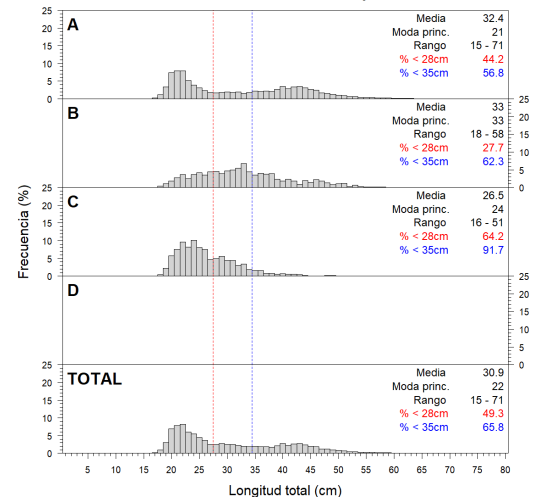 25
20
15
10
5
0
A
Media 32.4
Moda princ. 21
Rango 15 - 71
% < 28cm 44.2
% < 35cm 56.8
25
20
15
10
5
0
B
Media 33
Moda princ. 33
Rango 18 - 58
% < 28cm 27.7
% < 35cm 62.3
25
20
15
10
5
0
C
Media 26.5
Moda princ. 24
Rango 16 - 51
% < 28cm 64.2
% < 35cm 91.7
25
20
15
10
5
0
D
25
20
15
10
5
0
TOTAL
Media 30.9
Moda princ. 22
Rango 15 - 71
% < 28cm 49.3
% < 35cm 65.8
Frecuencia (%)
5 10 15 20 25 30 35 40 45 50 55 60 65 70 75 80
Longitud total (cm)